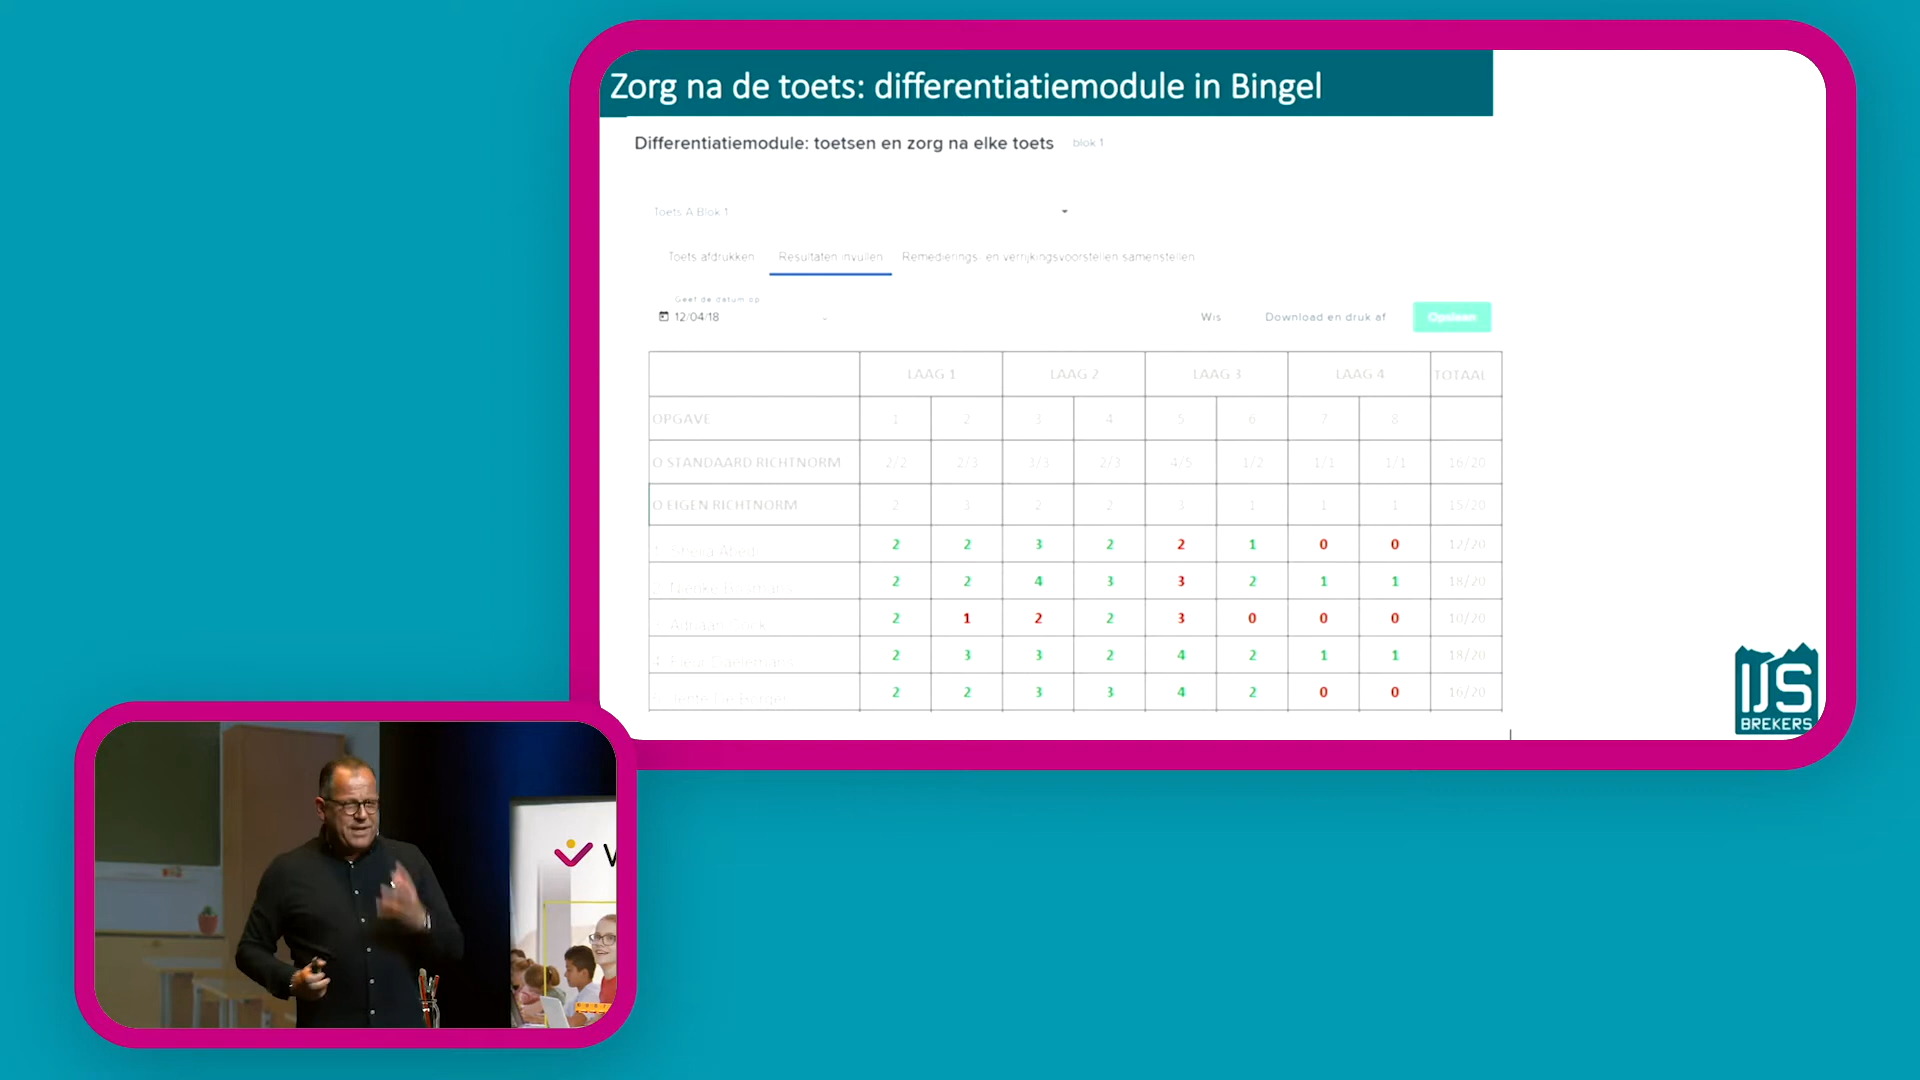 Zorg na de toets: differentiatiemodule in Bingel
Differentiatiemodule: toetsen en zorg na elke toets blok 1
Toets A Blok 1
Toets afdrukken Resultaten invullen Remedierings- en verrijkingsvoorstellen samenstellen
Geef de datum op
12/04/18 Wis Download en druk af Opslaan
LAAG 1 LAAG 2 LAAG 3 LAAG 4 TOTAAL
OPGAVE 1 2 3 4 5 6 7 8
O STANDAARD RICHTNORM 2/2 2/3 3/3 2/3 4/5 1/2 1/1 1/1 16/20
O EIGEN RICHTNORM 2 3 2 2 3 1 1 1 15/20
2 2 3 2 2 1 0 0 12/20
2 2 4 3 3 2 1 1 18/20
2 1 2 2 3 0 0 0 10/20
2 3 3 2 4 2 1 1 18/20
2 2 3 3 4 2 0 0 16/20
IJS
BREKERS